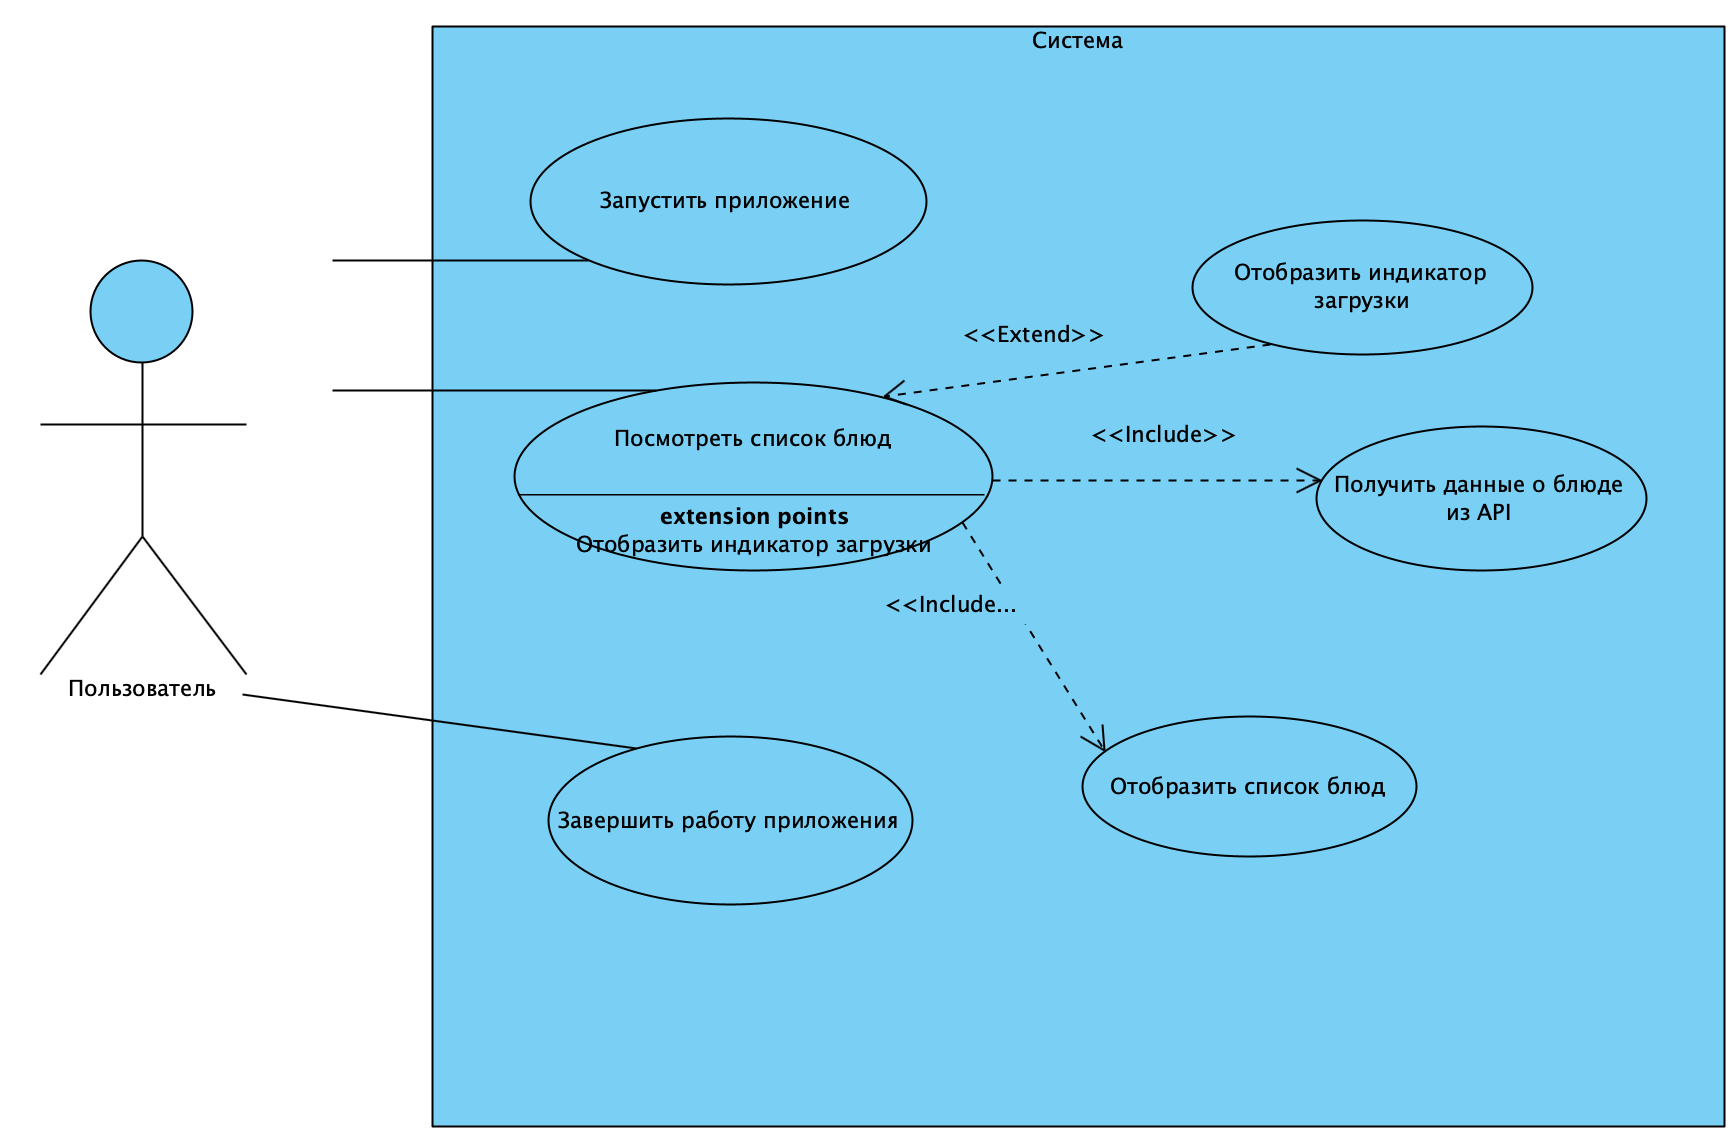 Система
Запустить приложение
Отобразить индикатор
загрузки
<<Extend>>
Посмотреть список блюд
<<Include>>
Получить данные о блюде
из API
extension points
Отобразить индикатор загрузки
<<Include...
Пользователь
Отобразить список блюд
Завершить работу приложения